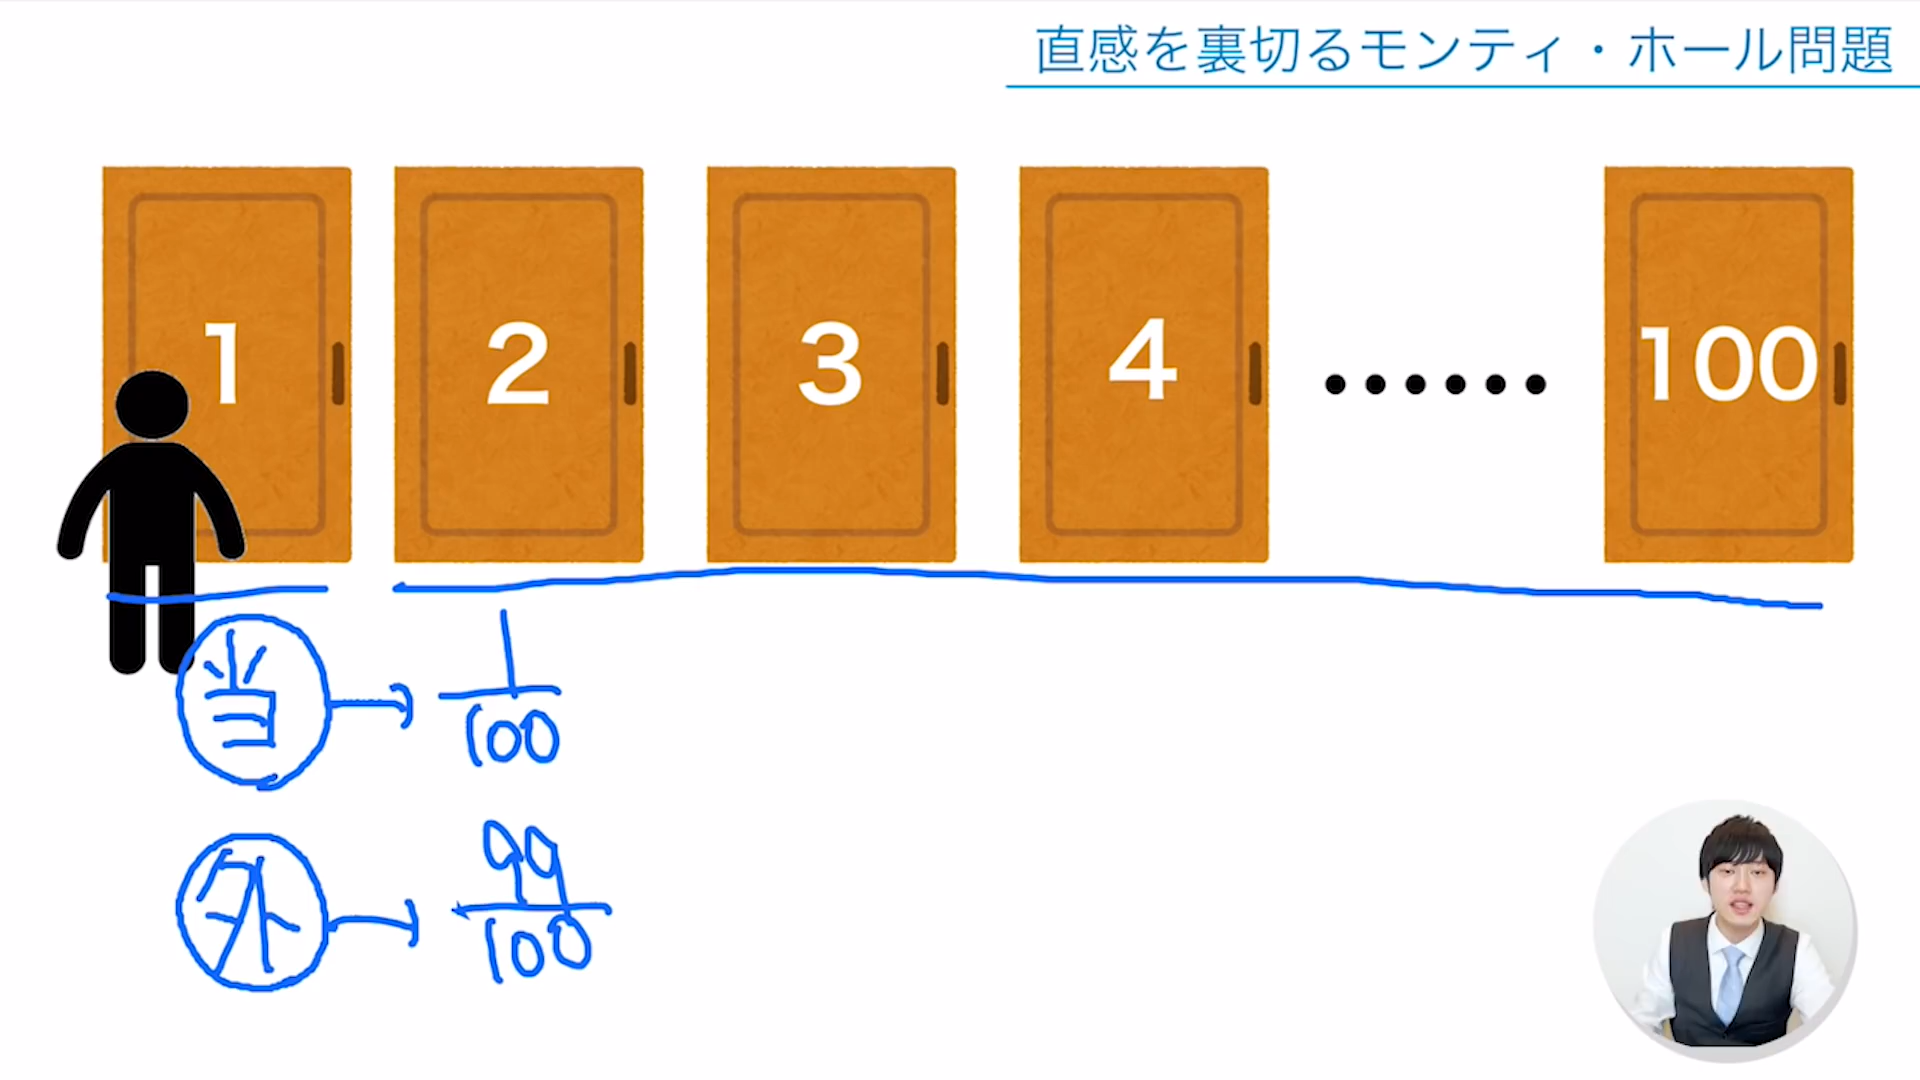 直感を裏切るモンティ・ホール問題
1 2 3 4 ・・・・・・ 100
当 → 1/100
外 → 99/100